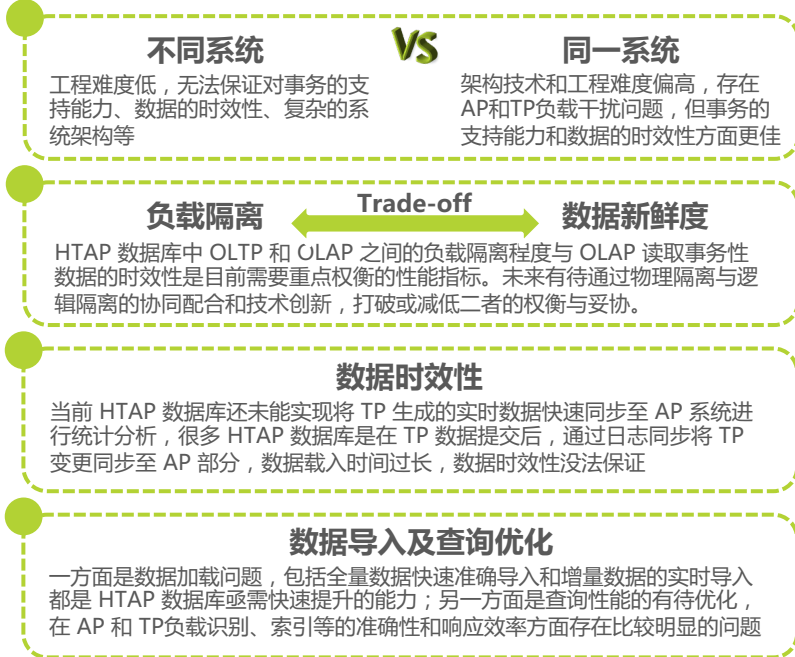 不同系统
VS
同一系统
工程难度低，无法保证对事务的支
持能力、数据的时效性、复杂的系
统架构等
架构技术和工程难度偏高，存在
AP和TP负载干扰问题，但事务的
支持能力和数据的时效性方面更佳
负载隔离
Trade-off
数据新鲜度
HTAP 数据库中 OLTP 和 OLAP 之间的负载隔离程度与 OLAP 读取事务性
数据的时效性是目前需要重点权衡的性能指标。未来有待通过物理隔离与逻
辑隔离的协同配合和技术创新，打破或减低二者的权衡与妥协。
数据时效性
当前 HTAP 数据库还未能实现将 TP 生成的实时数据快速同步至 AP 系统进
行统计分析，很多 HTAP 数据库是在 TP 数据提交后，通过日志同步将 TP
变更同步至 AP 部分，数据载入时间过长，数据时效性没法保证
数据导入及查询优化
一方面是数据加载问题，包括全量数据快速准确导入和增量数据的实时导入
都是 HTAP 数据库亟需快速提升的能力；另一方面是查询性能的有待优化，
在 AP 和 TP负载识别、索引等的准确性和响应效率方面存在比较明显的问题